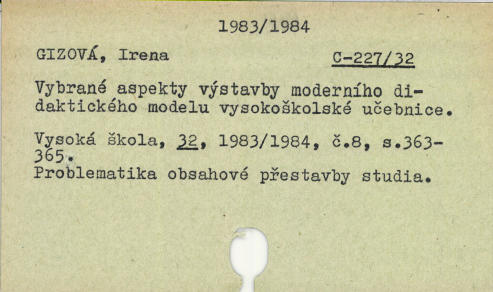 1983/1984
GIZOVÁ, Irena C-227/32
Vybrané aspekty výstavby moderního di-
daktického modelu vysokoškolské učebnice.
Vysoká škola, 32, 1983/1984, č.8, s.363-
365.
Problematika obsahové přestavby studia.